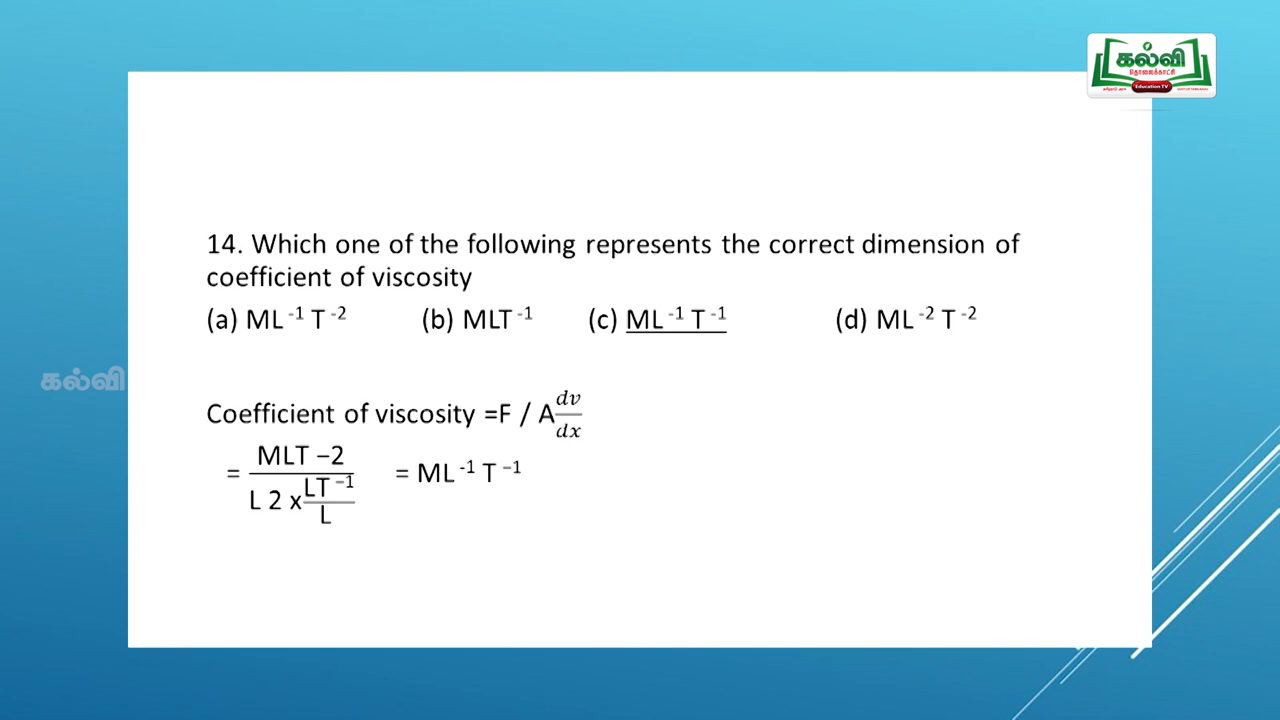 கல்வி
தொலைக்காட்சி
Education TV
14. Which one of the following represents the correct dimension of
coefficient of viscosity
(a) ML ⁻¹ T ⁻² (b) MLT ⁻¹ (c) ML ⁻¹ T ⁻¹ (d) ML ⁻² T ⁻²
கல்வி
Coefficient of viscosity =F / A dv/dx
= MLT −2 / L 2 x LT ⁻¹/L = ML ⁻¹ T ⁻¹